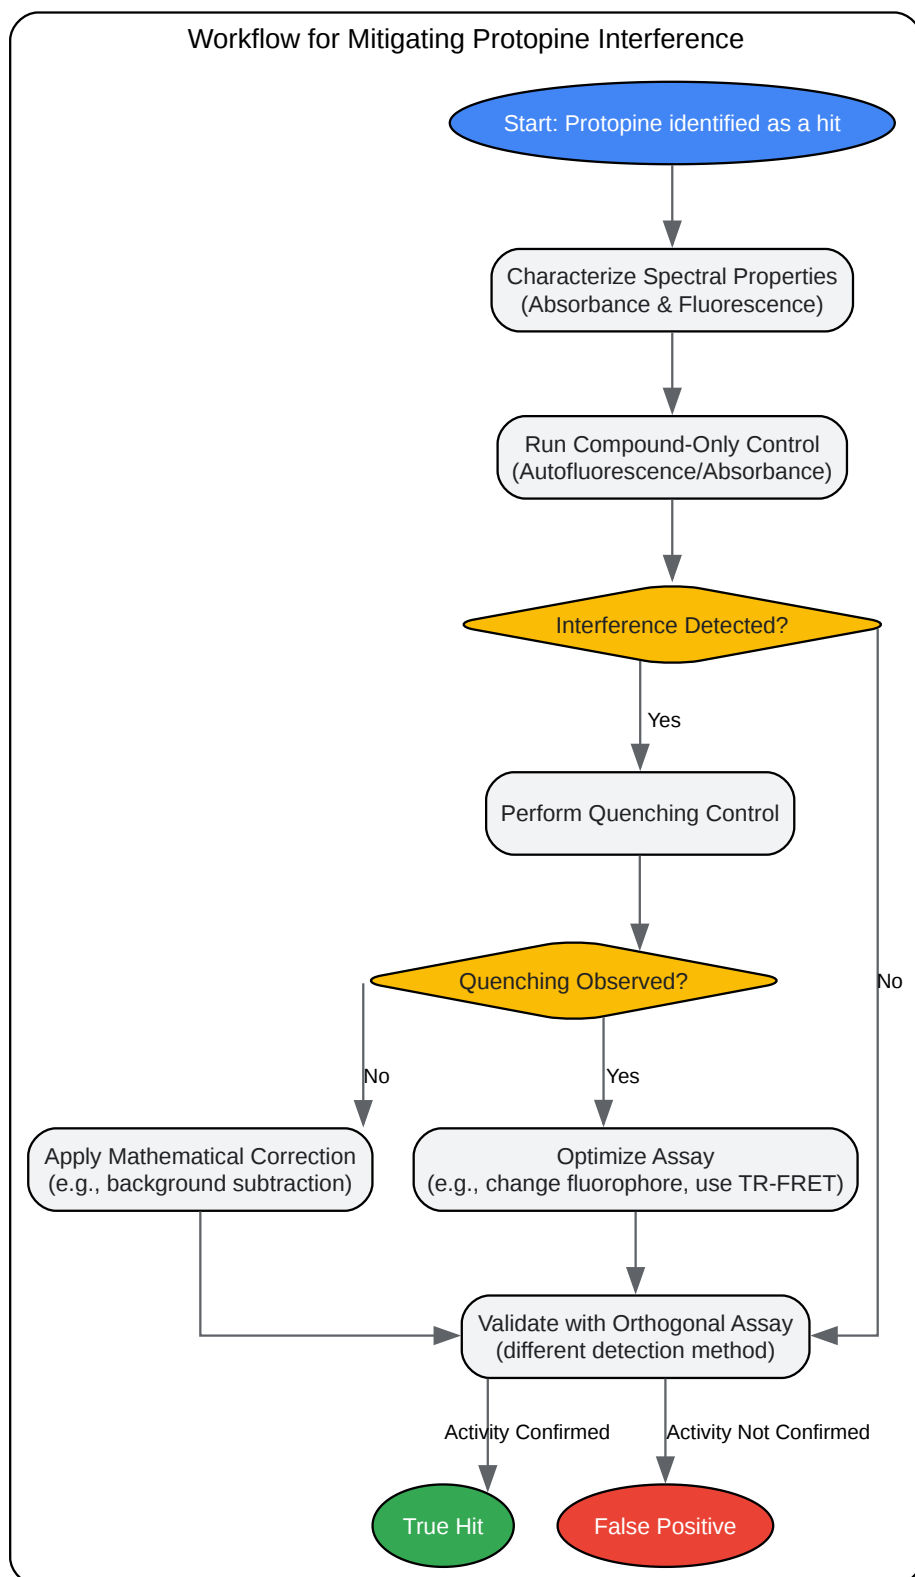 Workflow for Mitigating Protopine Interference
Start: Protopine identified as a hit
Characterize Spectral Properties
(Absorbance & Fluorescence)
Run Compound-Only Control
(Autofluorescence/Absorbance)
Interference Detected?
Yes
Perform Quenching Control
Quenching Observed?
No
No
Yes
Apply Mathematical Correction
(e.g., background subtraction)
Optimize Assay
(e.g., change fluorophore, use TR-FRET)
Validate with Orthogonal Assay
(different detection method)
Activity Confirmed
Activity Not Confirmed
True Hit
False Positive